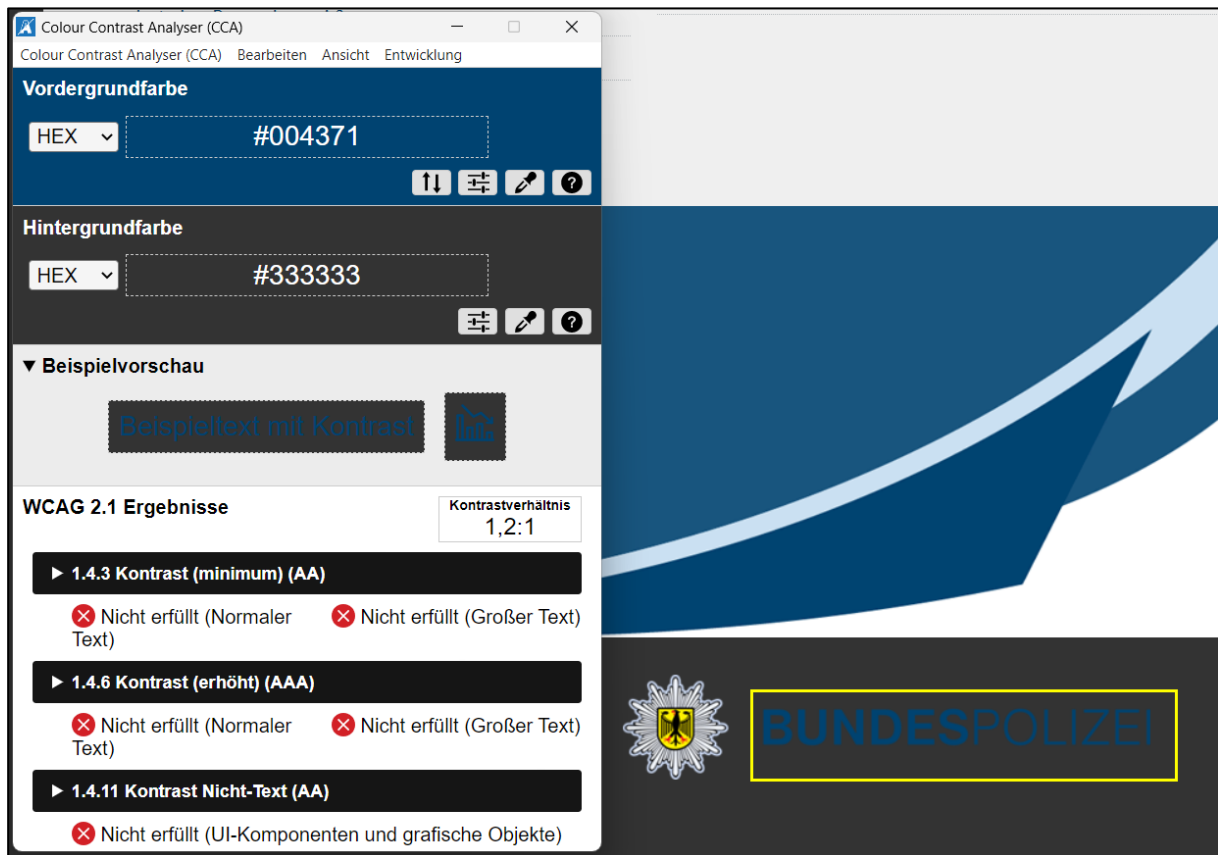 Colour Contrast Analyser (CCA)
Colour Contrast Analyser (CCA) Bearbeiten Ansicht Entwicklung
Vordergrundfarbe
HEX #004371
Hintergrundfarbe
HEX #333333
▼ Beispielvorschau
Beispieltext mit Kontrast
WCAG 2.1 Ergebnisse
Kontrastverhältnis
1,2:1
▶ 1.4.3 Kontrast (minimum) (AA)
Nicht erfüllt (Normaler Text)
Nicht erfüllt (Großer Text)
▶ 1.4.6 Kontrast (erhöht) (AAA)
Nicht erfüllt (Normaler Text)
Nicht erfüllt (Großer Text)
▶ 1.4.11 Kontrast Nicht-Text (AA)
Nicht erfüllt (UI-Komponenten und grafische Objekte)
BUNDESPOLIZEI